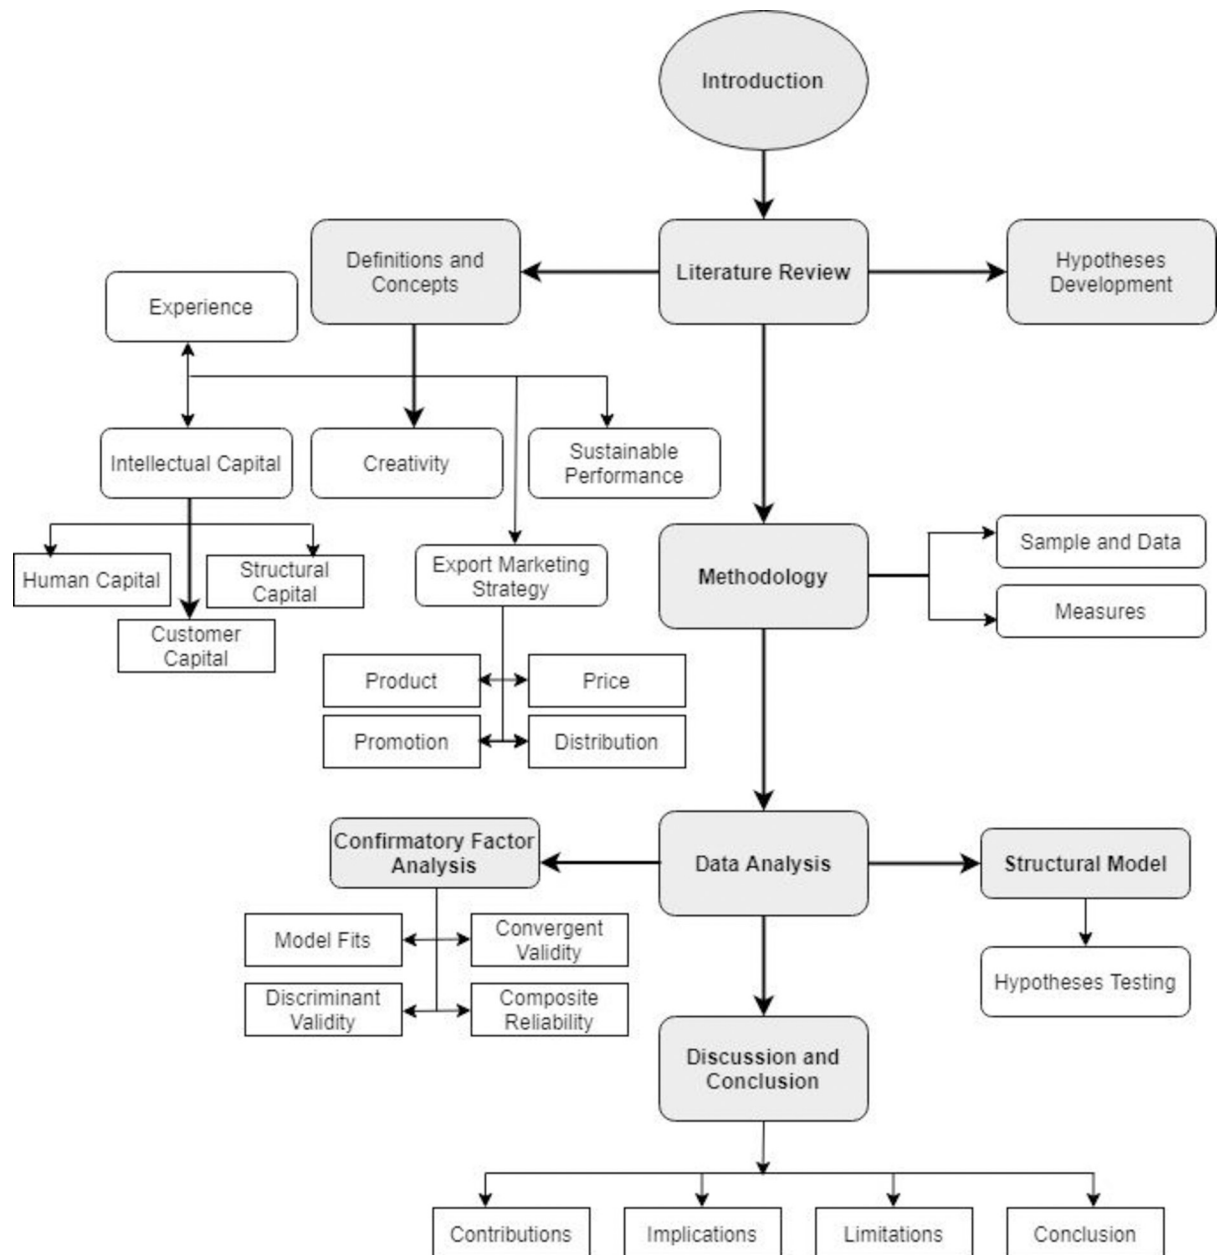 Introduction
Definitions and
Concepts
Literature Review
Hypotheses
Development
Experience
Intellectual Capital
Creativity
Sustainable
Performance
Human Capital
Structural
Capital
Customer
Capital
Export Marketing
Strategy
Product
Price
Promotion
Distribution
Methodology
Sample and Data
Measures
Confirmatory Factor
Analysis
Data Analysis
Structural Model
Model Fits
Convergent
Validity
Discriminant
Validity
Composite
Reliability
Hypotheses Testing
Discussion and
Conclusion
Contributions
Implications
Limitations
Conclusion